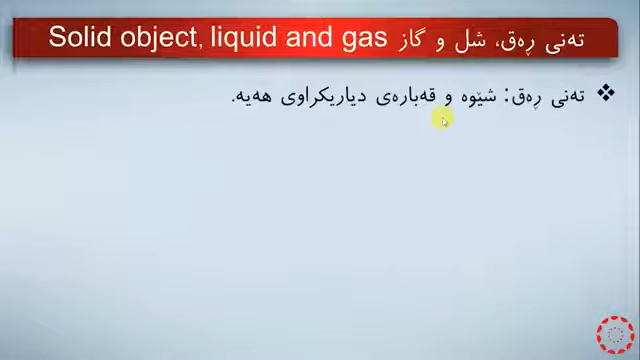 تەنی ڕەق، شل و گاز Solid object, liquid and gas
❖ تەنی ڕەق: شێوە و قەبارەی دیاریکراوی هەیە.